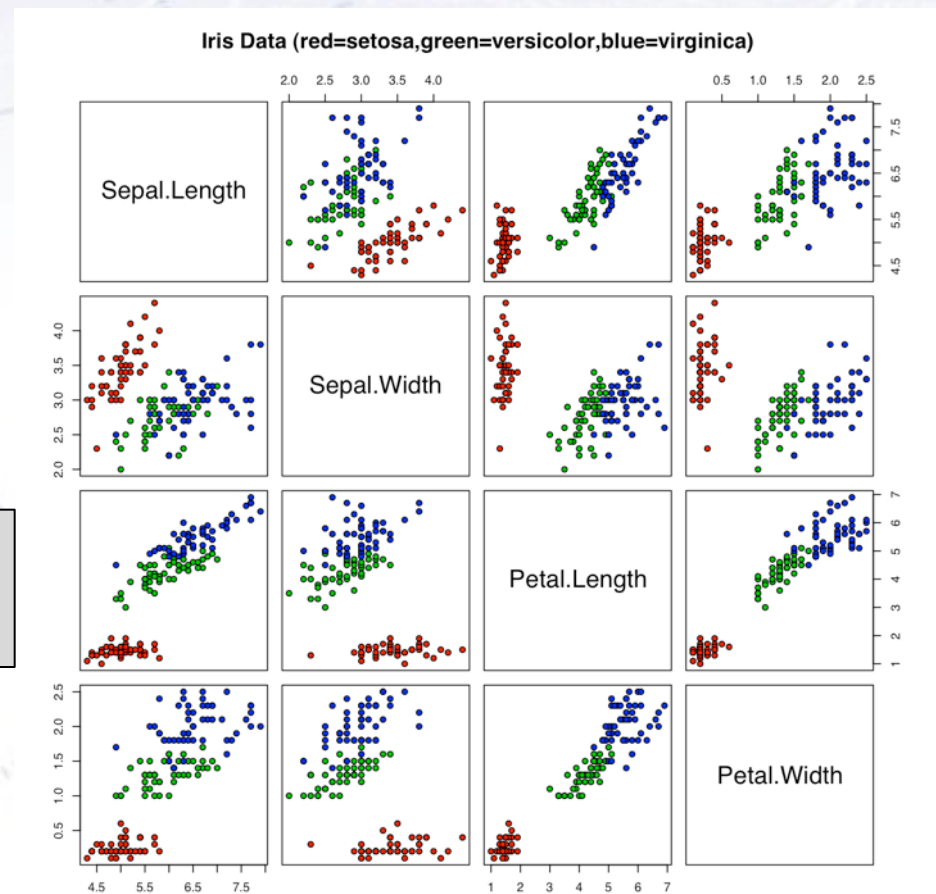 Iris Data (red=setosa,green=versicolor,blue=virginica)
2.0 2.5 3.0 3.5 4.0
0.5 1.0 1.5 2.0 2.5
Sepal.Length
4.5 5.5 6.5 7.5
2.0 2.5 3.0 3.5 4.0
Sepal.Width
Petal.Length
1 2 3 4 5 6 7
0.5 1.0 1.5 2.0 2.5
Petal.Width
4.5 5.5 6.5 7.5
1 2 3 4 5 6 7